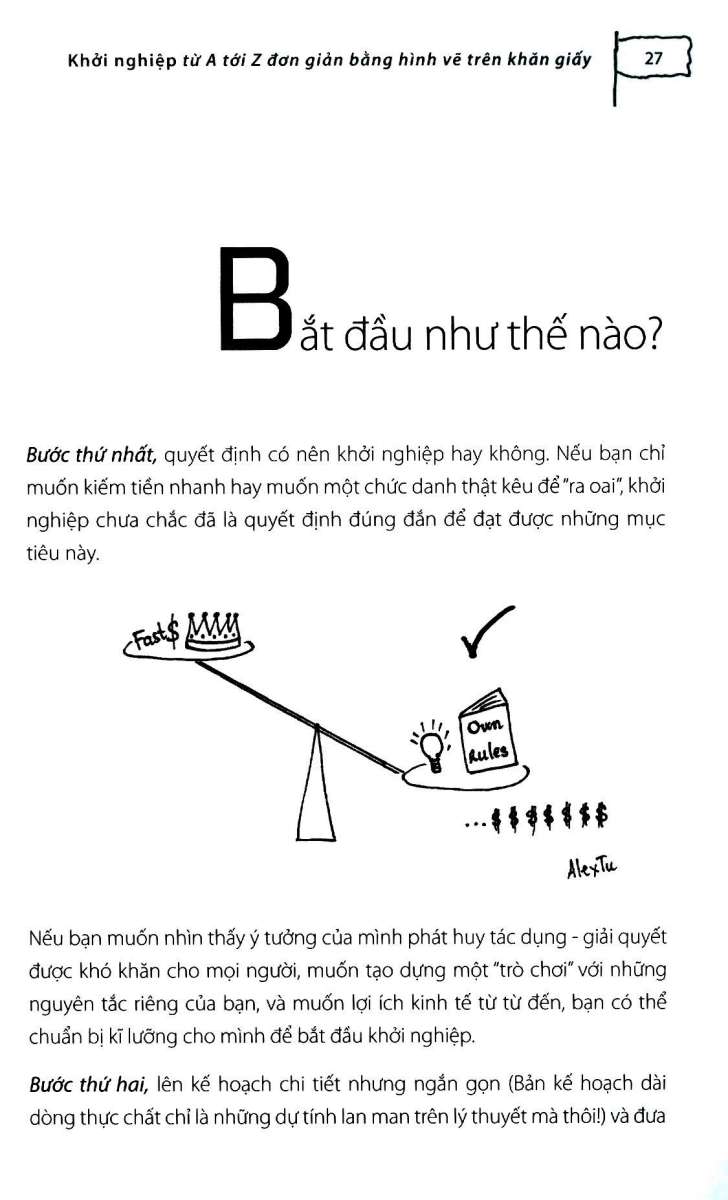 Khởi nghiệp từ A tới Z đơn giản bằng hình vẽ trên khăn giấy
27
Bắt đầu như thế nào?
Bước thứ nhất, quyết định có nên khởi nghiệp hay không. Nếu bạn chỉ
muốn kiếm tiền nhanh hay muốn một chức danh thật kêu để "ra oai", khởi
nghiệp chưa chắc đã là quyết định đúng đắn để đạt được những mục
tiêu này.
Fast$
Own
Rules
...$$$$$$$
AlexTu
Nếu bạn muốn nhìn thấy ý tưởng của mình phát huy tác dụng - giải quyết
được khó khăn cho mọi người, muốn tạo dựng một "trò chơi" với những
nguyên tắc riêng của bạn, và muốn lợi ích kinh tế từ từ đến, bạn có thể
chuẩn bị kĩ lưỡng cho mình để bắt đầu khởi nghiệp.
Bước thứ hai, lên kế hoạch chi tiết nhưng ngắn gọn (Bản kế hoạch dài
dòng thực chất chỉ là những dự tính lan man trên lý thuyết mà thôi!) và đưa